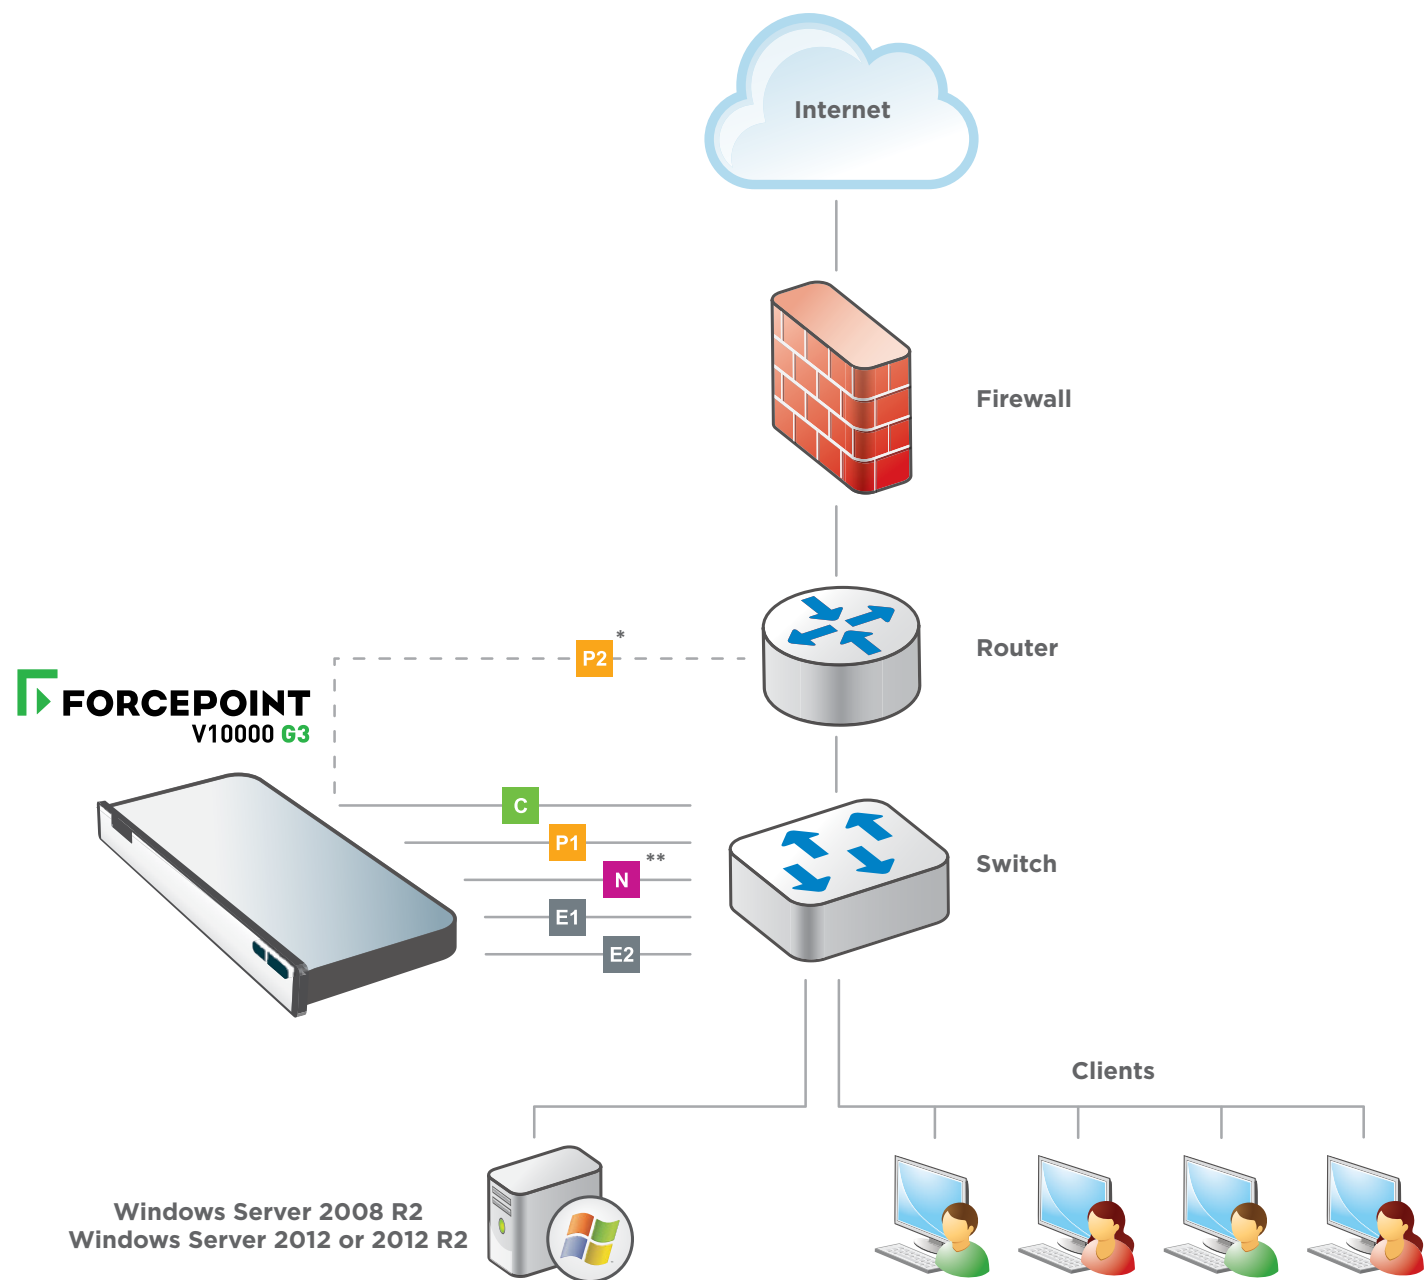 Internet
Firewall
Router
P2 *
FORCEPOINT
V10000 G3
C
P1
N **
E1
E2
Switch
Clients
Windows Server 2008 R2
Windows Server 2012 or 2012 R2